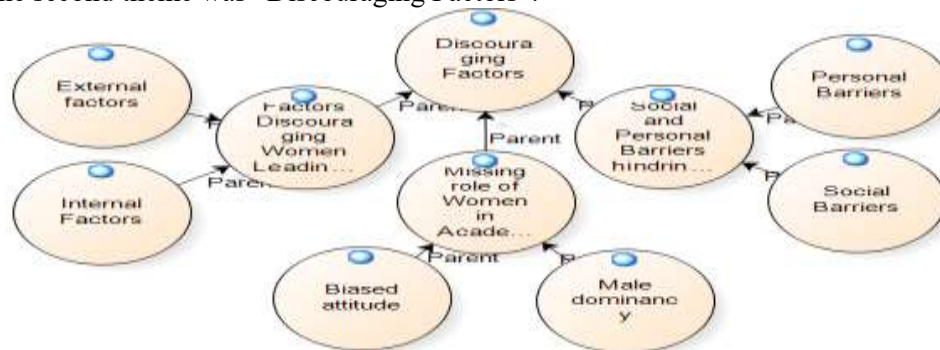 he second theme was "Discouraging Factors".
Discoura
ging
Factors
External
factors
Personal
Barriers
Factors
Discoura
ging
Women
Leadin...
Parent
Social
and
Personal
Barriers
hindrin...
Parent
Internal
Factors
Missing
role of
Women
in
Acade...
Social
Barriers
Parent
Biased
attitude
Male
dominanc
y